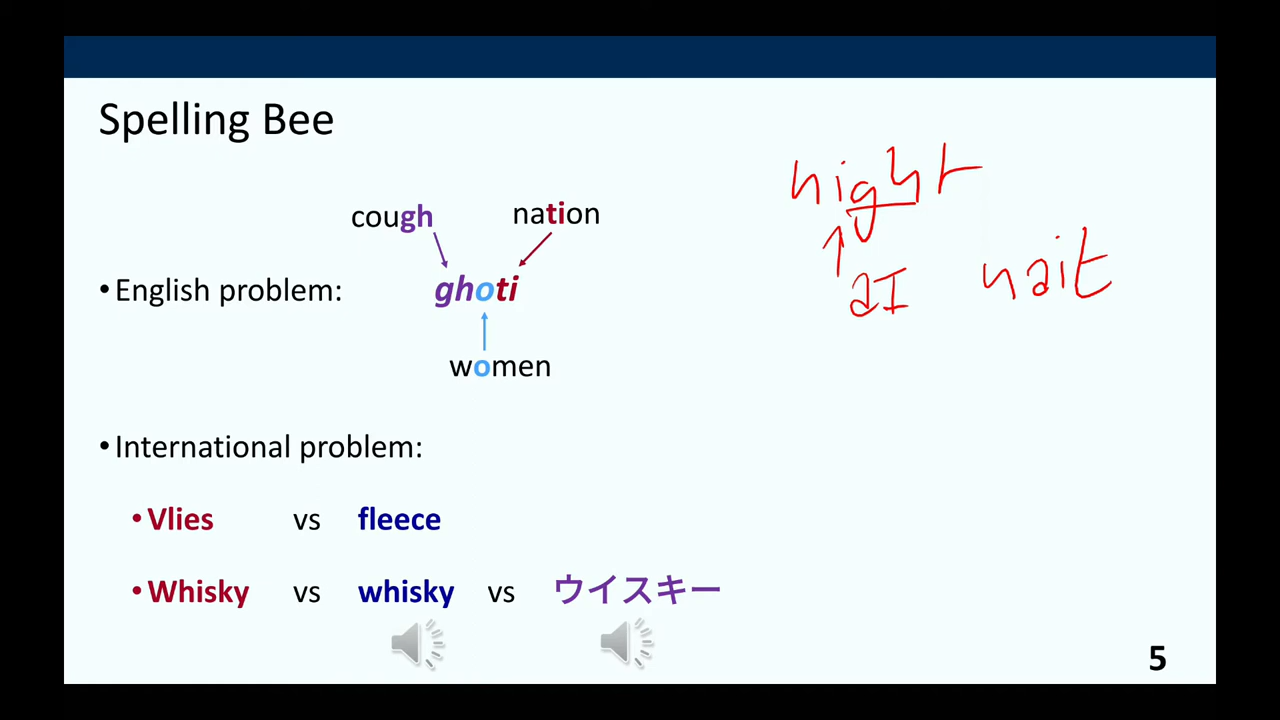 Spelling Bee
night
cough nation
aI nait
• English problem: ghoti
women
• International problem:
• Vlies vs fleece
• Whisky vs whisky vs ウイスキー
5